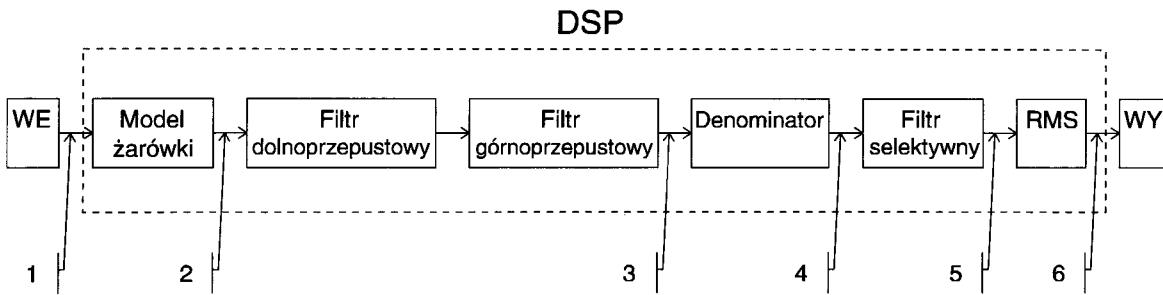 DSP
WE
Model
żarówki
Filtr
dolnoprzepustowy
Filtr
górnoprzepustowy
Denominator
Filtr
selektywny
RMS
WY
1
2
3
4
5
6